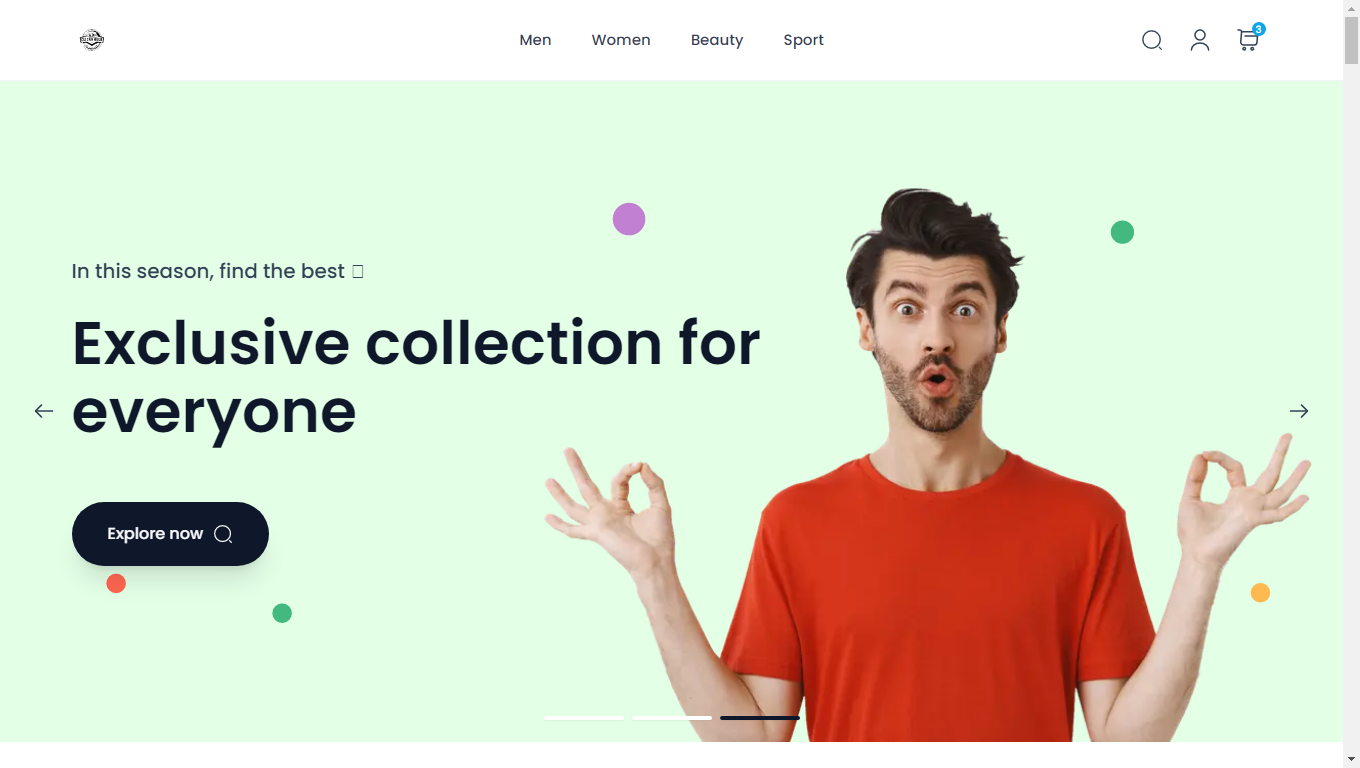 Men Women Beauty Sport
3
In this season, find the best
Exclusive collection for
everyone
Explore now